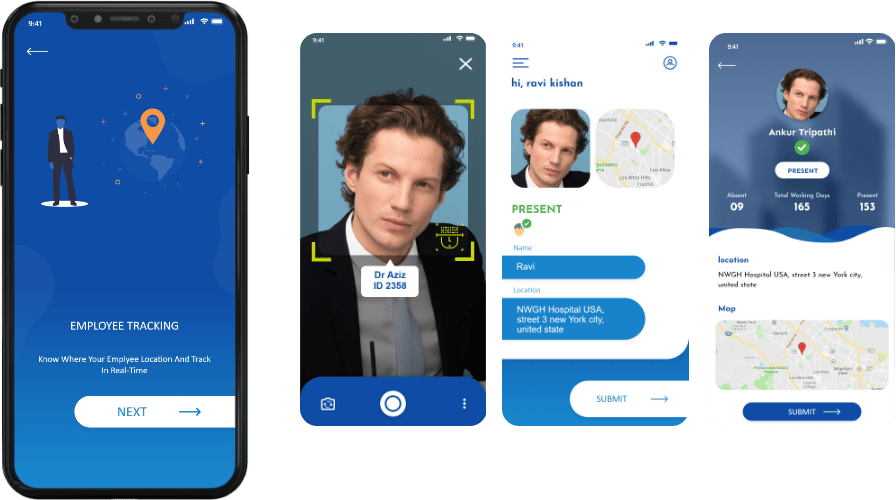 9:41
EMPLOYEE TRACKING
Know Where Your Emplyee Location And Track
In Real-Time
NEXT
9:41
Dr Aziz
ID 2358
9:41
hi, ravi kishan
PRESENT
Name
Ravi
Location
NWGH Hospital USA,
street 3 new York city,
united state
SUBMIT
9:41
Ankur Tripathi
PRESENT
Absent
09
Total Working Days
165
Present
153
location
NWGH Hospital USA, street 3 new York city,
united state
Map
SUBMIT